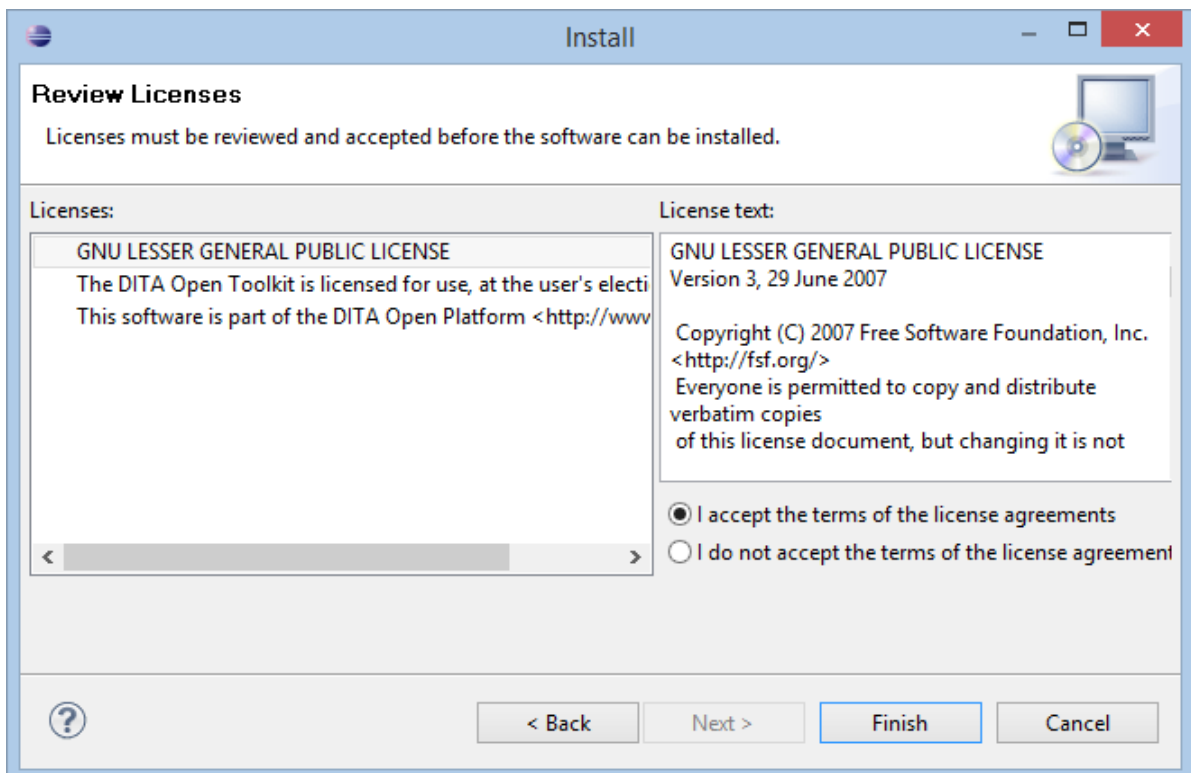 Install
Review Licenses
Licenses must be reviewed and accepted before the software can be installed.
Licenses:
GNU LESSER GENERAL PUBLIC LICENSE
The DITA Open Toolkit is licensed for use, at the user's electi
This software is part of the DITA Open Platform <http://www
License text:
GNU LESSER GENERAL PUBLIC LICENSE
Version 3, 29 June 2007
Copyright (C) 2007 Free Software Foundation, Inc.
<http://fsf.org/>
Everyone is permitted to copy and distribute
verbatim copies
of this license document, but changing it is not
I accept the terms of the license agreements
I do not accept the terms of the license agreement
?
< Back
Next >
Finish
Cancel